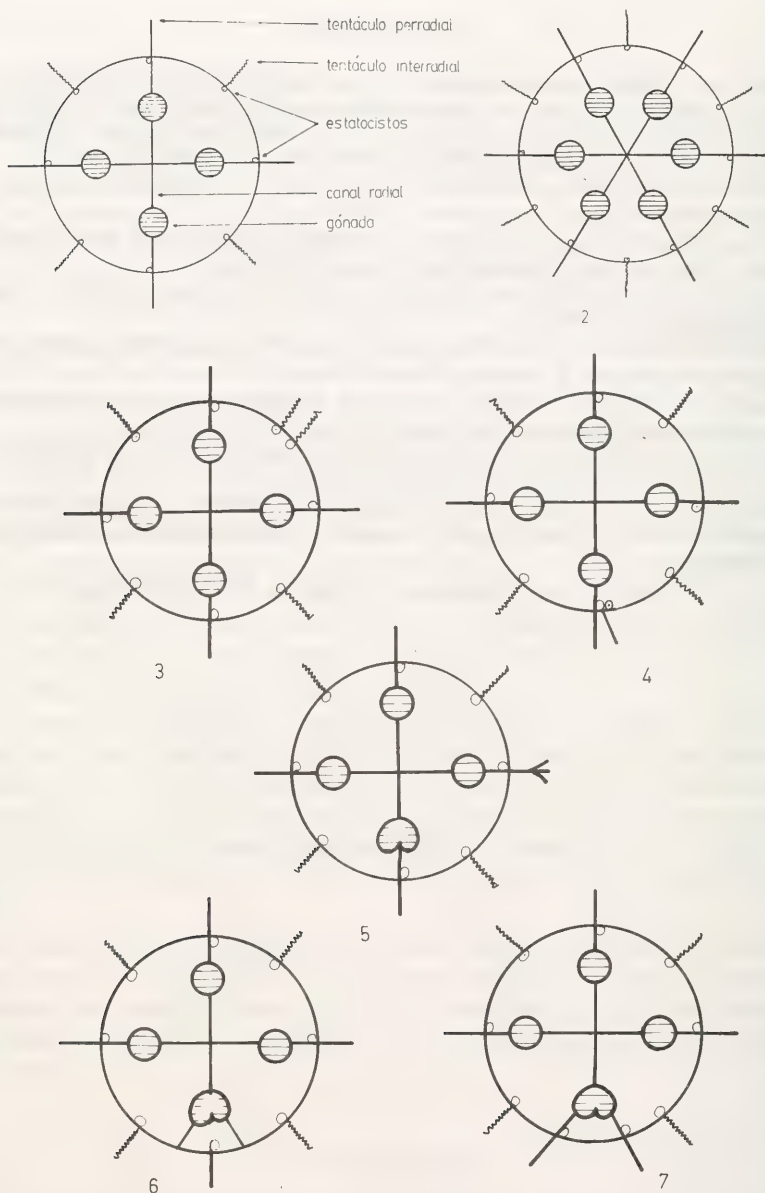 tentáculo perradial
tentáculo interradial
estatocistos
canal radial
gónada
2
3
4
5
6
7